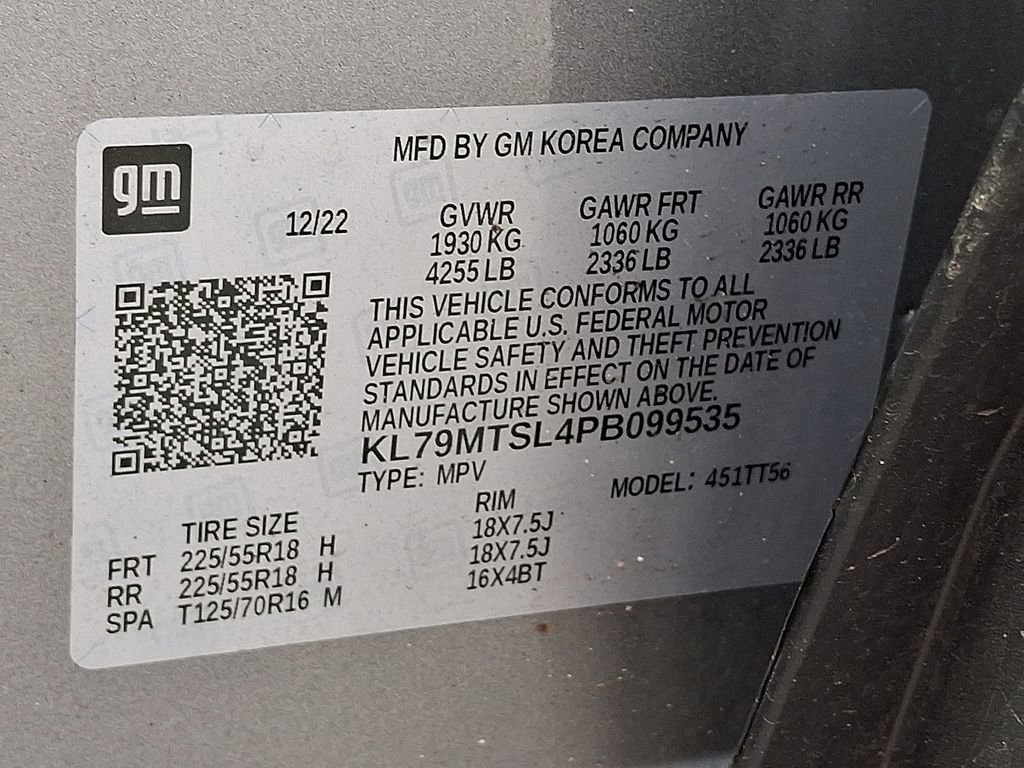 gm
MFD BY GM KOREA COMPANY
12/22
GVWR GAWR FRT GAWR RR
1930 KG 1060 KG 1060 KG
4255 LB 2336 LB 2336 LB
THIS VEHICLE CONFORMS TO ALL
APPLICABLE U.S. FEDERAL MOTOR
VEHICLE SAFETY AND THEFT PREVENTION
STANDARDS IN EFFECT ON THE DATE OF
MANUFACTURE SHOWN ABOVE.
KL79MTSL4PB099535
TYPE: MPV MODEL: 451TT56
TIRE SIZE RIM
FRT 225/55R18 H 18X7.5J
RR 225/55R18 H 18X7.5J
SPA T125/70R16 M 16X4BT